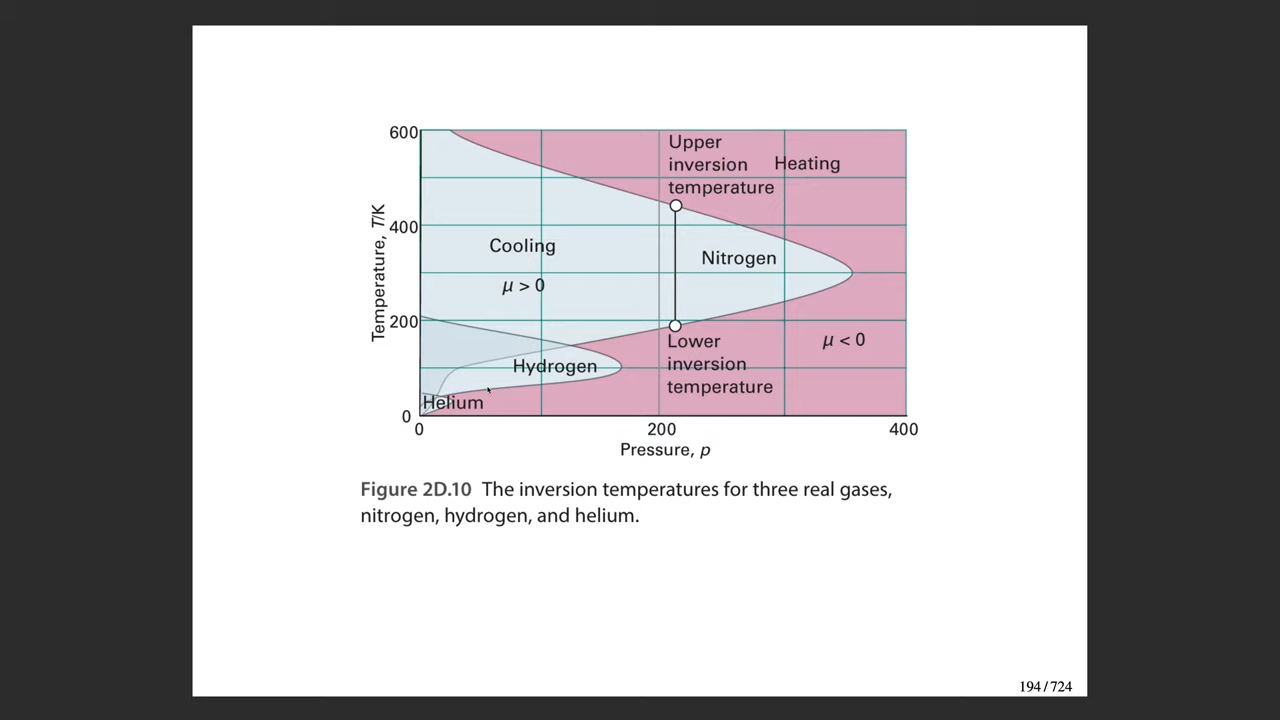 600
400
200
0
Temperature, T/K
Upper
inversion
temperature
Heating
Cooling
μ > 0
Nitrogen
Lower
inversion
temperature
μ < 0
Hydrogen
Helium
0
200
400
Pressure, p
Figure 2D.10 The inversion temperatures for three real gases,
nitrogen, hydrogen, and helium.
194 / 724